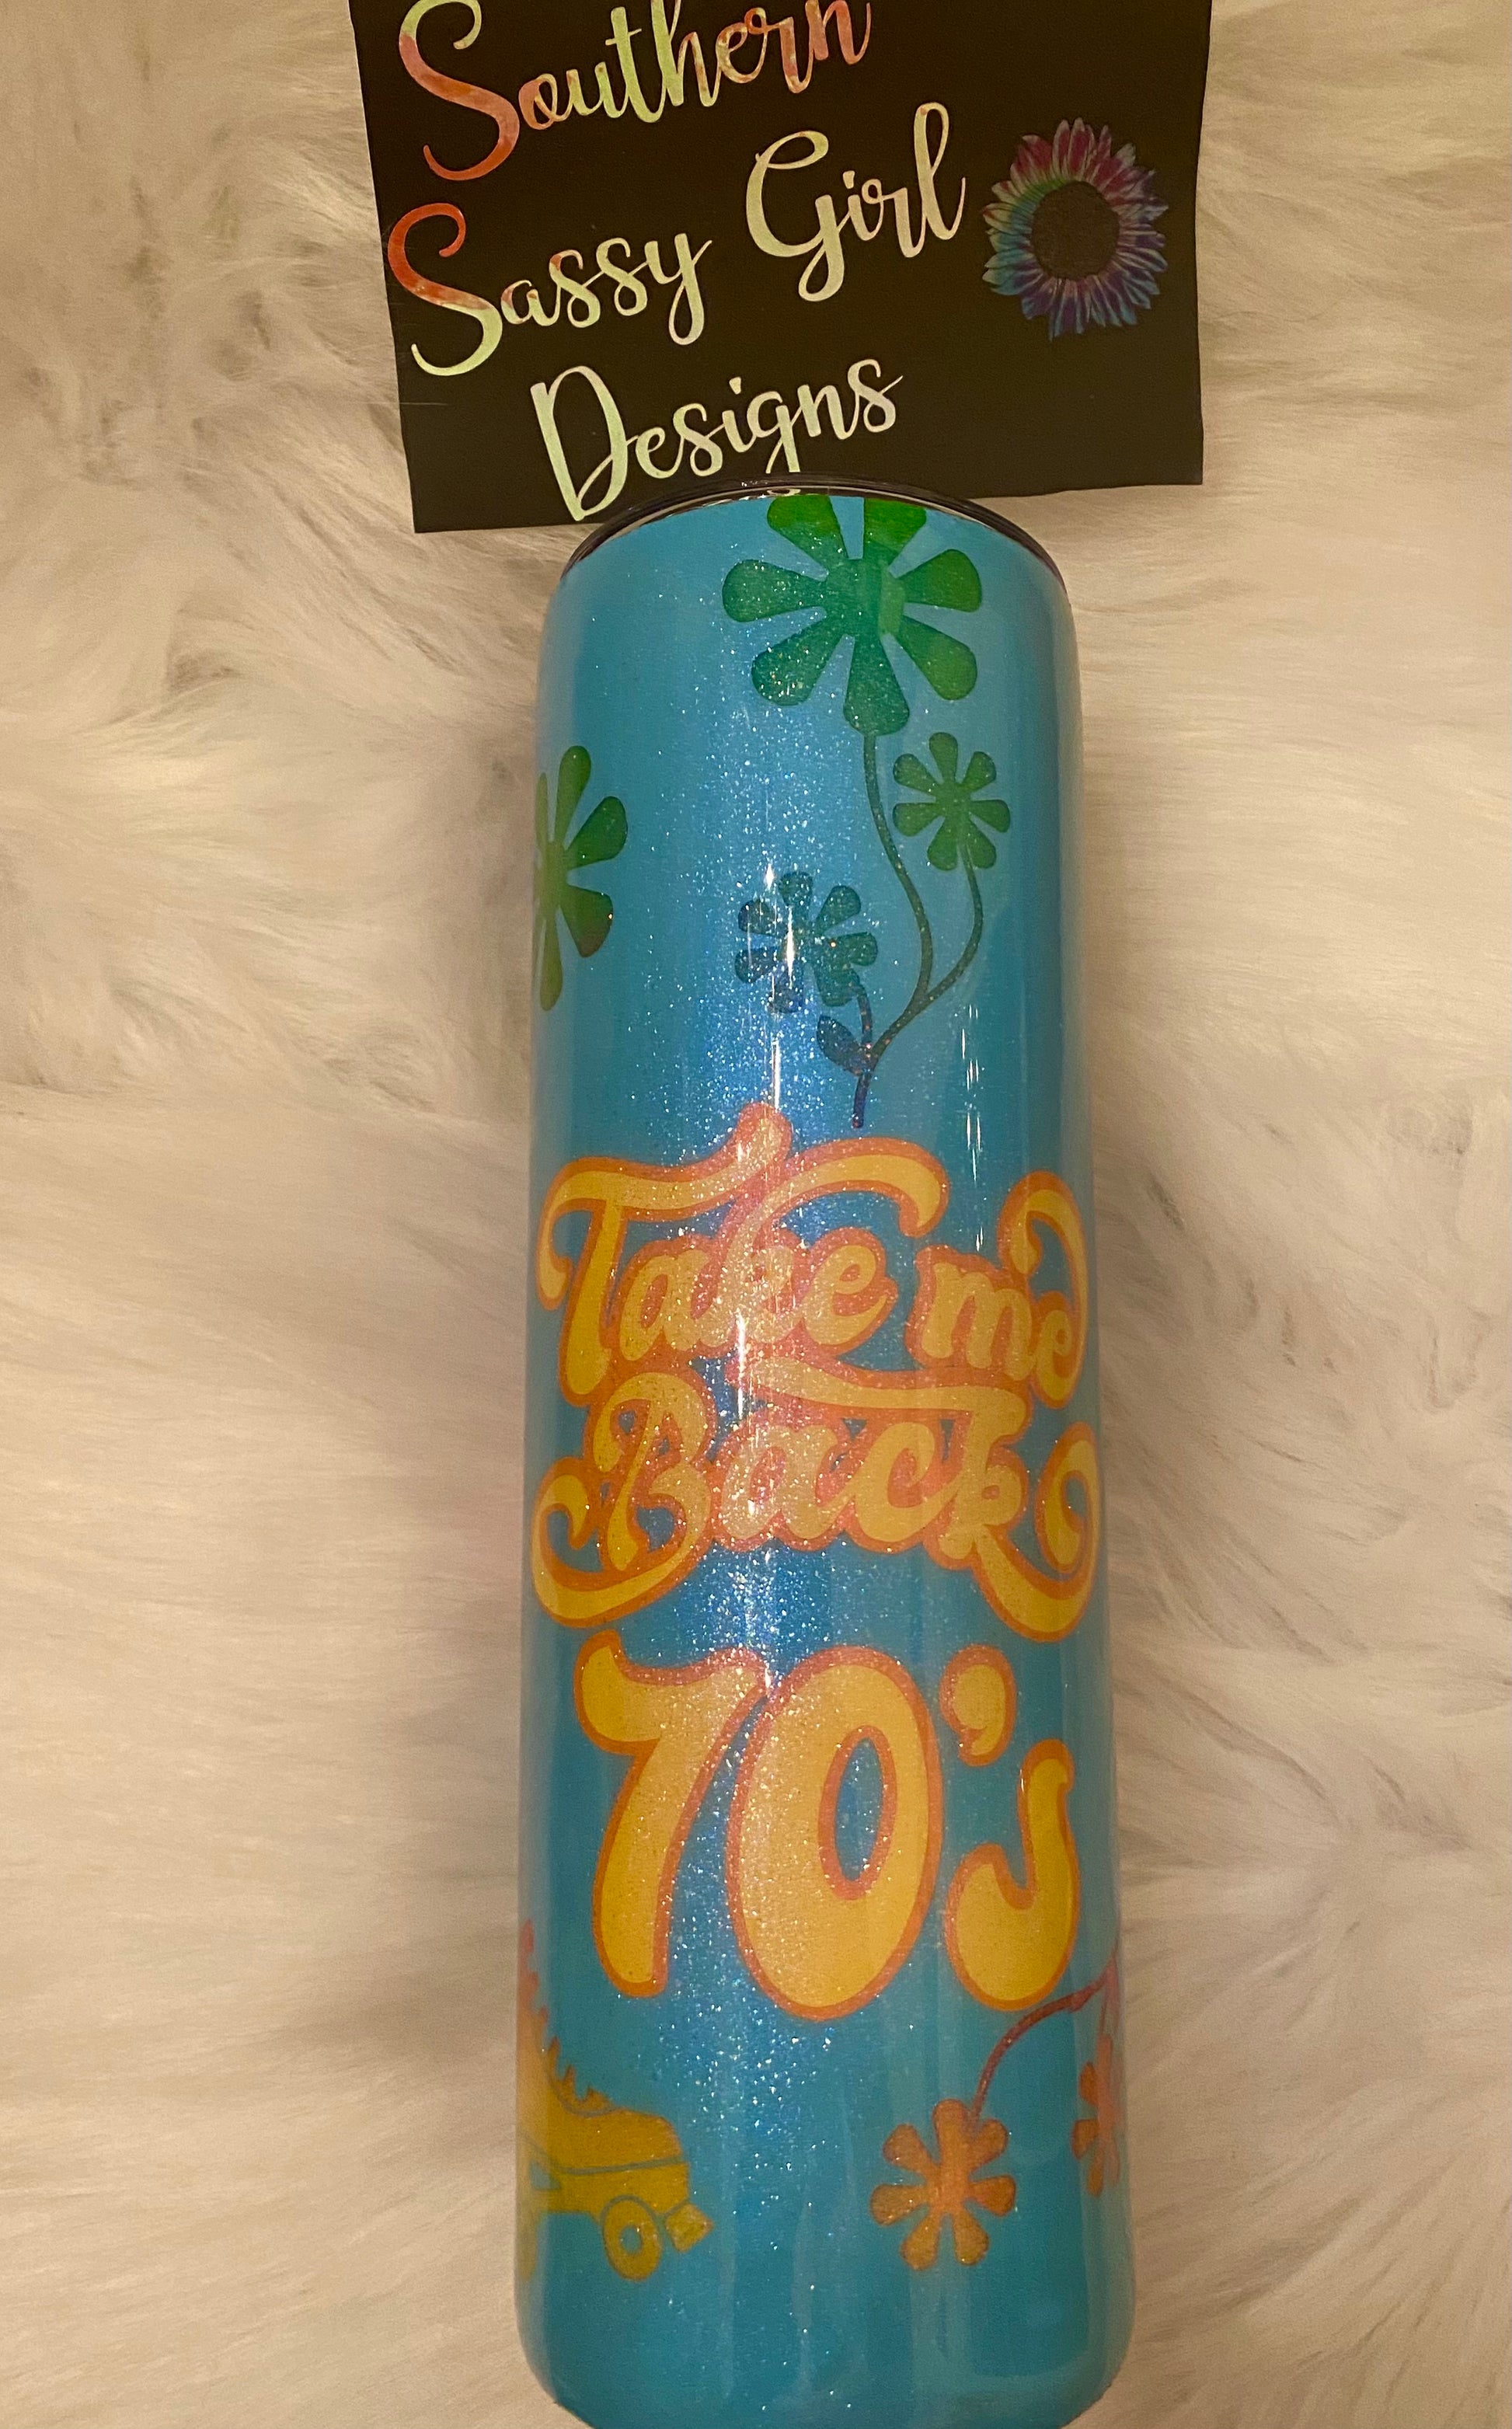 Southern
Sassy Girl
Designs
Take me
Back
70's